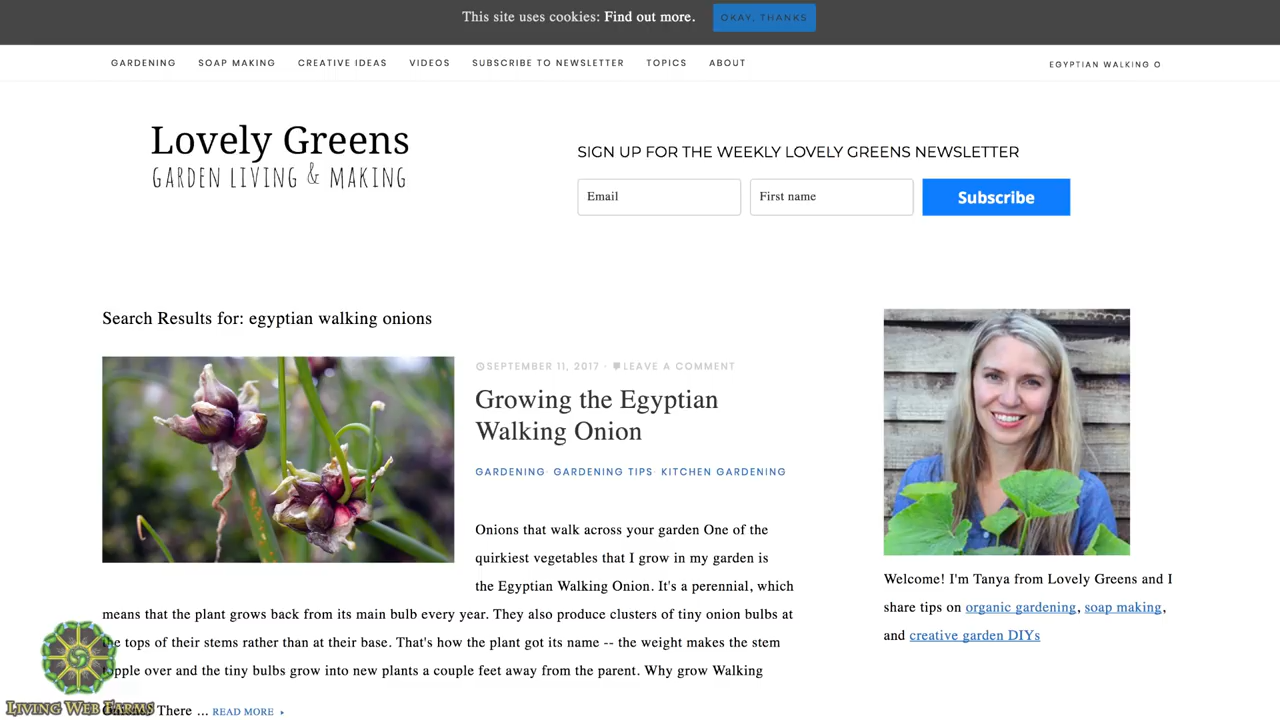 This site uses cookies: Find out more.
OKAY, THANKS
GARDENING SOAP MAKING CREATIVE IDEAS VIDEOS SUBSCRIBE TO NEWSLETTER TOPICS ABOUT
EGYPTIAN WALKING O
Lovely Greens
GARDEN LIVING & MAKING
SIGN UP FOR THE WEEKLY LOVELY GREENS NEWSLETTER
Email
First name
Subscribe
Search Results for: egyptian walking onions
SEPTEMBER 11, 2017 · LEAVE A COMMENT
Growing the Egyptian
Walking Onion
GARDENING· GARDENING TIPS· KITCHEN GARDENING
Onions that walk across your garden One of the
quirkiest vegetables that I grow in my garden is
the Egyptian Walking Onion. It's a perennial, which
means that the plant grows back from its main bulb every year. They also produce clusters of tiny onion bulbs at
the tops of their stems rather than at their base. That's how the plant got its name -- the weight makes the stem
topple over and the tiny bulbs grow into new plants a couple feet away from the parent. Why grow Walking
There ... READ MORE
Welcome! I'm Tanya from Lovely Greens and I
share tips on organic gardening, soap making,
and creative garden DIYs
LIVING WEB FARMS